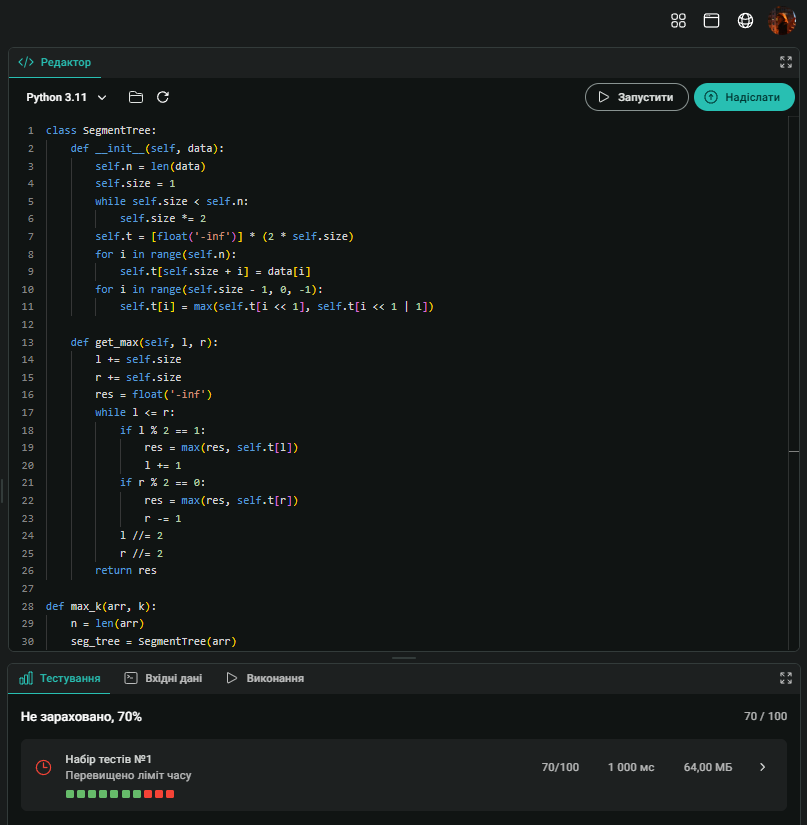 </> Редактор
Python 3.11
Запустити
Надіслати
1 class SegmentTree:
2 def __init__(self, data):
3 self.n = len(data)
4 self.size = 1
5 while self.size < self.n:
6 self.size *= 2
7 self.t = [float('-inf')] * (2 * self.size)
8 for i in range(self.n):
9 self.t[self.size + i] = data[i]
10 for i in range(self.size - 1, 0, -1):
11 self.t[i] = max(self.t[i << 1], self.t[i << 1 | 1])
12
13 def get_max(self, l, r):
14 l += self.size
15 r += self.size
16 res = float('-inf')
17 while l <= r:
18 if l % 2 == 1:
19 res = max(res, self.t[l])
20 l += 1
21 if r % 2 == 0:
22 res = max(res, self.t[r])
23 r -= 1
24 l //= 2
25 r //= 2
26 return res
27
28 def max_k(arr, k):
29 n = len(arr)
30 seg_tree = SegmentTree(arr)
Тестування
Вхідні дані
Виконання
Не зараховано, 70%
70 / 100
Набір тестів №1
Перевищено ліміт часу
70/100
1 000 мс
64,00 МБ